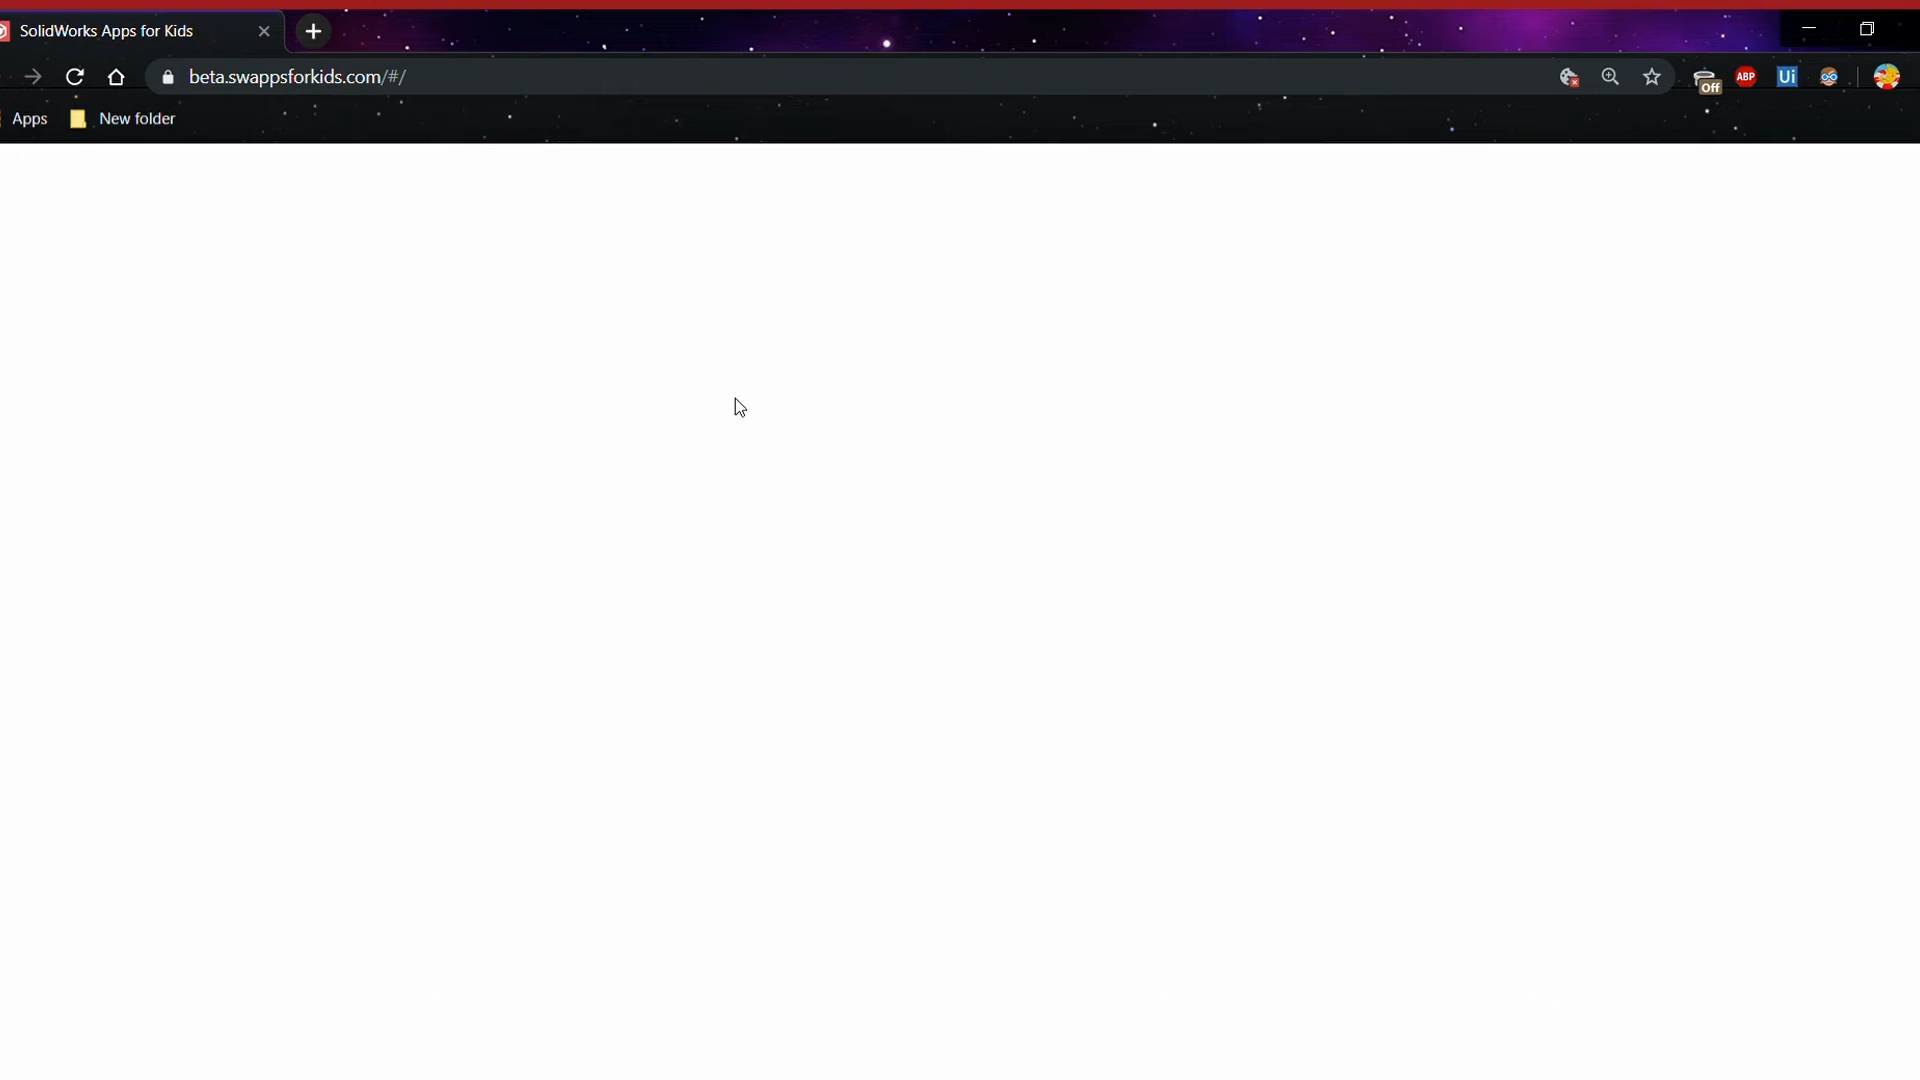 SolidWorks Apps for Kids
beta.swappsforkids.com/#/
Off
ABP
Ui
Apps
New folder